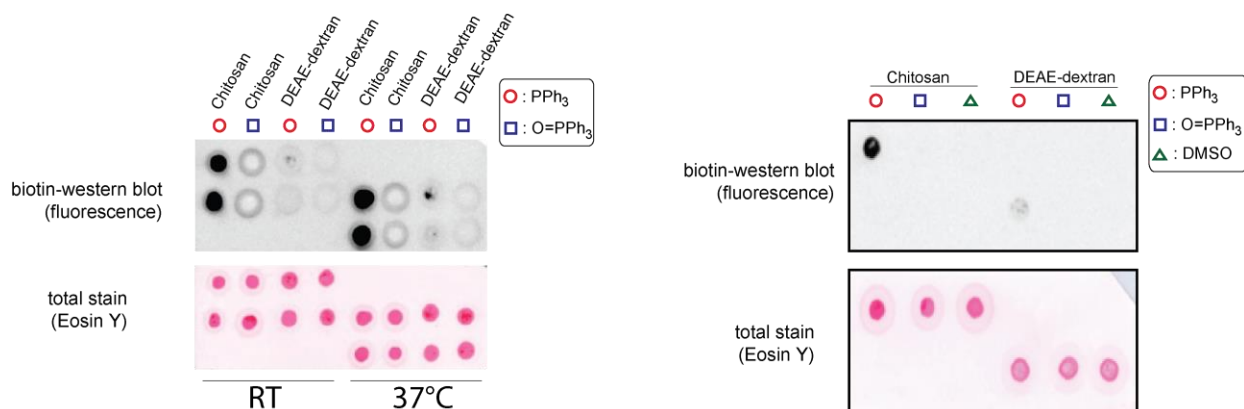 Chitosan
Chitosan
DEAE-dextran
DEAE-dextran
Chitosan
Chitosan
DEAE-dextran
DEAE-dextran
: PPh3
: O=PPh3
biotin-western blot
(fluorescence)
total stain
(Eosin Y)
RT 37°C
Chitosan DEAE-dextran
: PPh3
: O=PPh3
: DMSO
biotin-western blot
(fluorescence)
total stain
(Eosin Y)